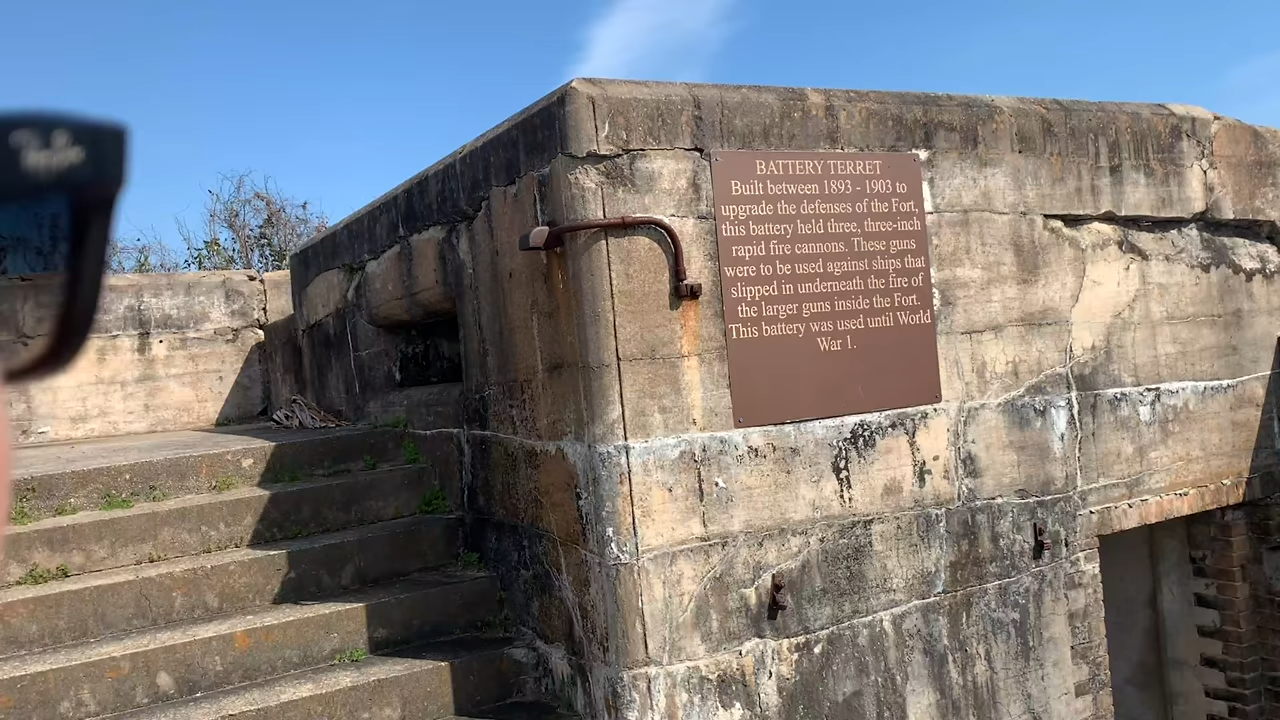 BATTERY TERRET
Built between 1893 - 1903 to
upgrade the defenses of the Fort,
this battery held three, three-inch
rapid fire cannons. These guns
were to be used against ships that
slipped in underneath the fire of
the larger guns inside the Fort.
This battery was used until World
War 1.